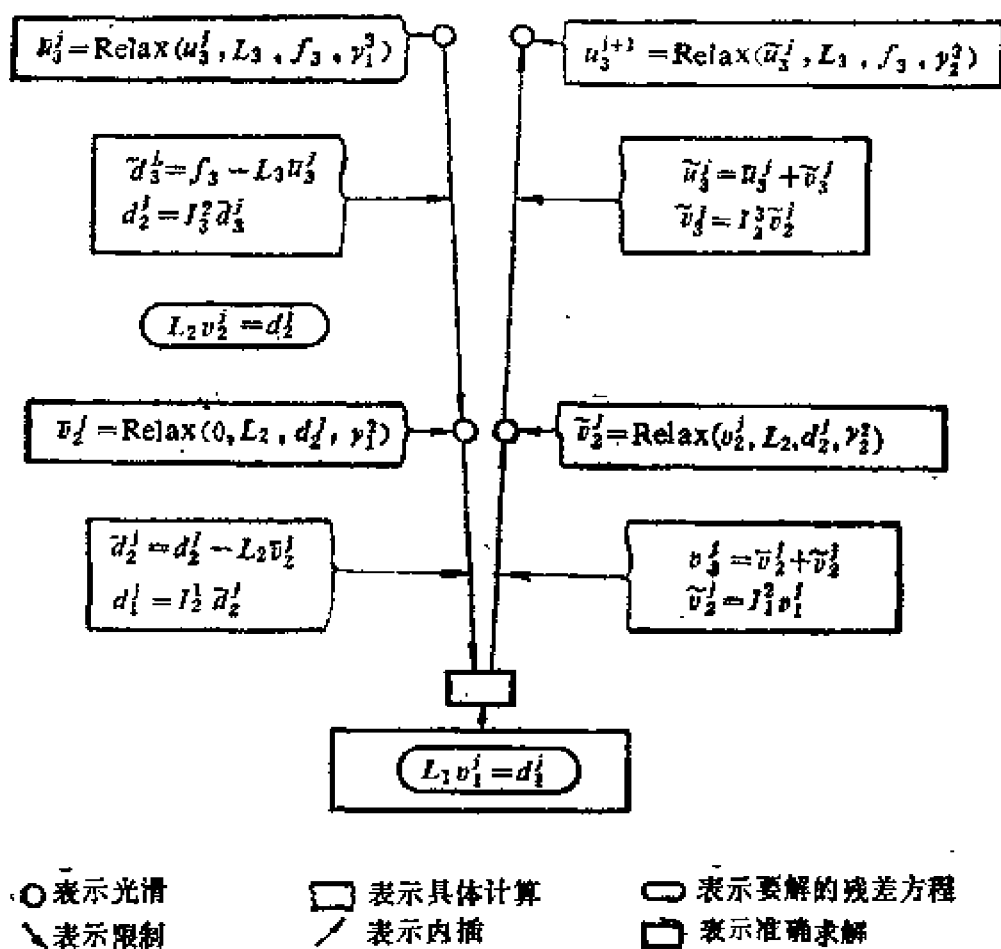 ū₃ʲ = Relax(u₃ʲ, L₃, f₃, γ₁³)
u₃ʲ⁺¹ = Relax(ũ₃ʲ, L₃, f₃, γ₂³)
d̄₃ʲ = f₃ − L₃ū₃ʲ
d₂ʲ = I₃² d̄₃ʲ
ũ₃ʲ = ū₃ʲ + ṽ₃ʲ
ṽ₃ʲ = I₂³ ṽ₂ʲ
L₂v₂ʲ = d₂ʲ
v̄₂ʲ = Relax(0, L₂, d₂ʲ, γ₁²)
ṽ₂ʲ = Relax(v₂ʲ, L₂, d₂ʲ, γ₂²)
d̄₂ʲ = d₂ʲ − L₂v̄₂ʲ
d₁ʲ = I₂¹ d̄₂ʲ
v₂ʲ = v̄₂ʲ + ṽ₂ʲ
ṽ₂ʲ = I₁² v₁ʲ
L₁v₁ʲ = d₁ʲ
表示光滑 表示具体计算 表示要解的残差方程
表示限制 表示内插 表示准确求解